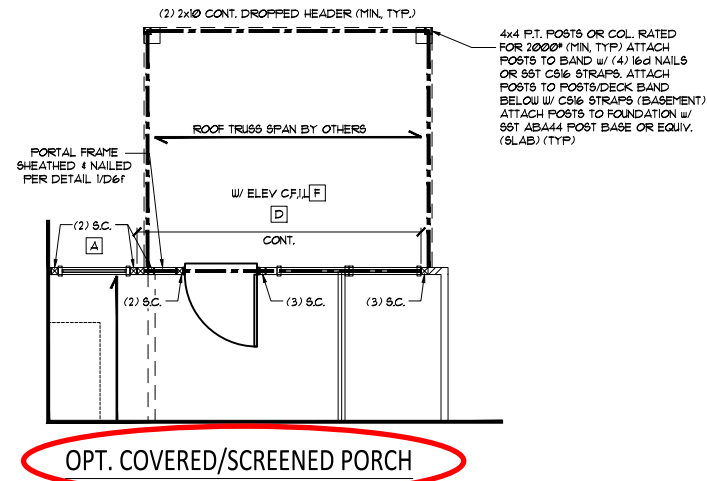 (2) 2x10 CONT. DROPPED HEADER (MIN., TYP.)
4x4 P.T. POSTS OR COL. RATED
FOR 2000# (MIN, TYP) ATTACH
POSTS TO BAND w/ (4) 16d NAILS
OR SST CS16 STRAPS. ATTACH
POSTS TO POSTS/DECK BAND
BELOW W/ CS16 STRAPS (BASEMENT)
ATTACH POSTS TO FOUNDATION w/
SST ABA44 POST BASE OR EQUIV.
(SLAB) (TYP)
ROOF TRUSS SPAN BY OTHERS
PORTAL FRAME
SHEATHED & NAILED
PER DETAIL 1/D6f
W/ ELEV C,F,I,L F
D
(2) S.C.
A
CONT.
(2) S.C.
(3) S.C.
(3) S.C.
OPT. COVERED/SCREENED PORCH